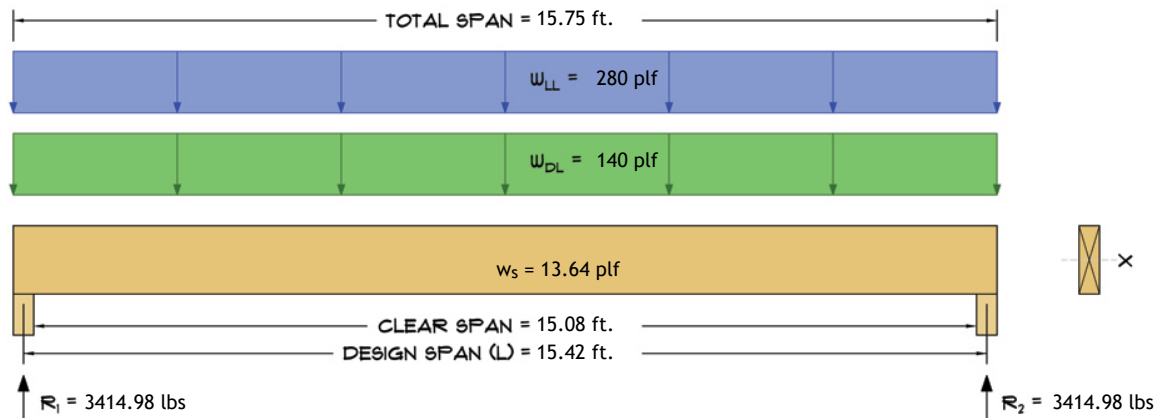 TOTAL SPAN = 15.75 ft.
wLL = 280 plf
wDL = 140 plf
ws = 13.64 plf
X
CLEAR SPAN = 15.08 ft.
DESIGN SPAN (L) = 15.42 ft.
R1 = 3414.98 lbs
R2 = 3414.98 lbs